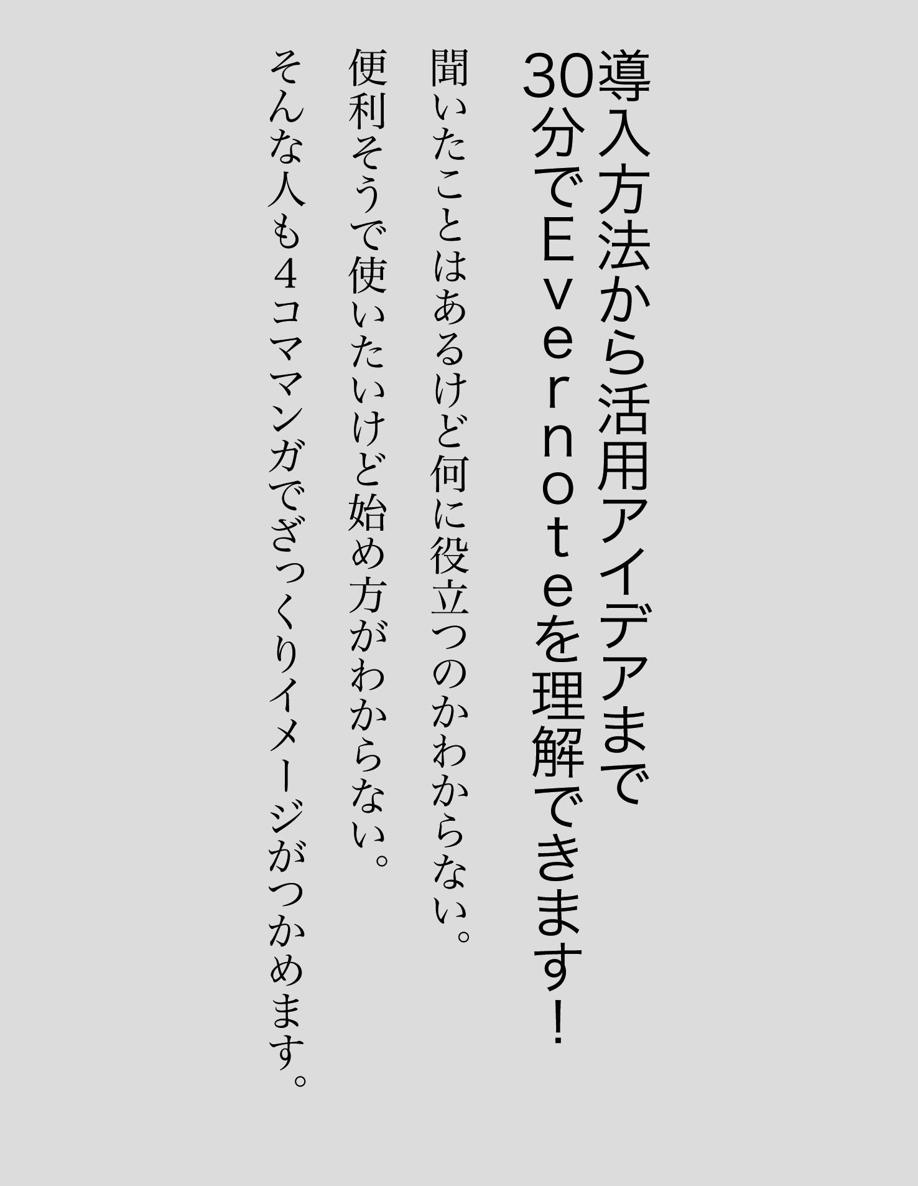 導入方法から活用アイデアまで
30分でEvernoteを理解できます！
聞いたことはあるけど何に役立つのかわからない。
便利そうで使いたいけど始め方がわからない。
そんな人も４コママンガでざっくりイメージがつかめます。